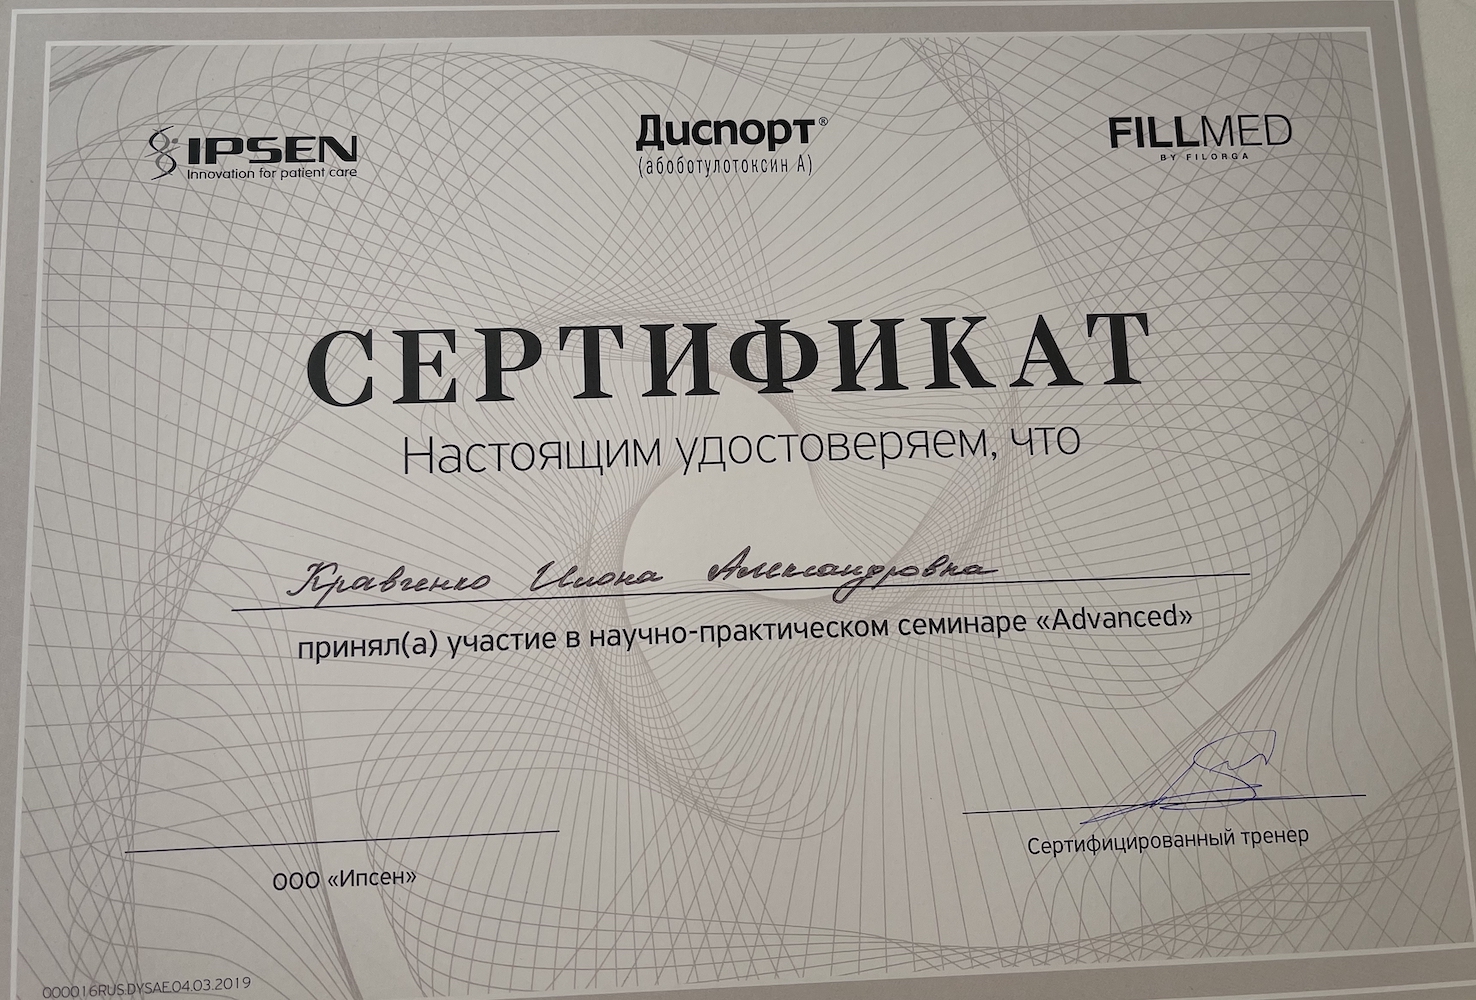 IPSEN
Innovation for patient care
Диспорт®
(абоботулотоксин А)
FILLMED
BY FILORGA
СЕРТИФИКАТ
Настоящим удостоверяем, что
Кравченко Илона Александровна
принял(а) участие в научно-практическом семинаре «Advanced»
ООО «Ипсен»
Сертифицированный тренер
000016RUS.DYSAE.04.03.2019